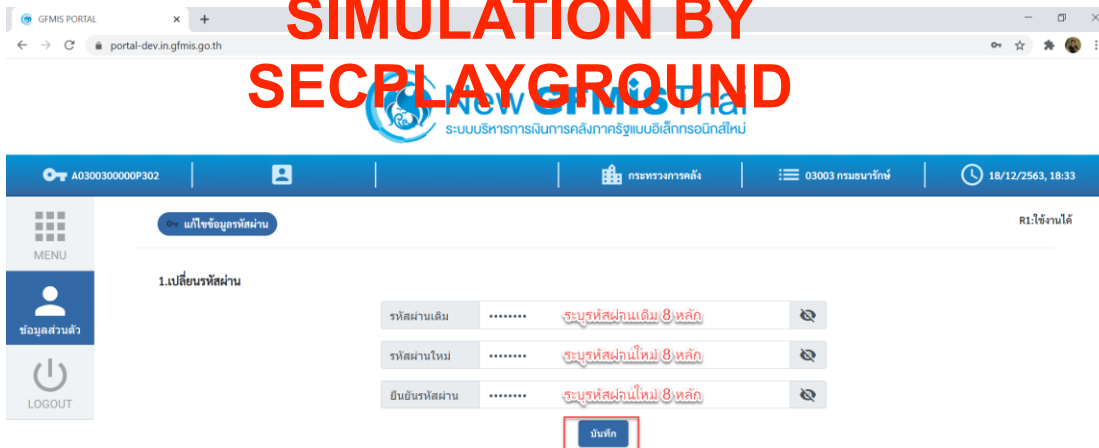 GFMIS PORTAL
portal-dev.in.gfmis.go.th
SIMULATION BY
SECPLAYGROUND
New GFMIS Thai
ระบบบริหารการเงินการคลังภาครัฐแบบอิเล็กทรอนิกส์ใหม่
A03003000000P302
กระทรวงการคลัง
03003 กรมธนารักษ์
18/12/2563, 18:33
MENU
แก้ไขข้อมูลรหัสผ่าน
R1:ใช้งานได้
ข้อมูลส่วนตัว
1.เปลี่ยนรหัสผ่าน
รหัสผ่านเดิม •••••••• ระบุรหัสผ่านเดิม 8 หลัก
รหัสผ่านใหม่ •••••••• ระบุรหัสผ่านใหม่ 8 หลัก
ยืนยันรหัสผ่าน •••••••• ระบุรหัสผ่านใหม่ 8 หลัก
LOGOUT
บันทึก